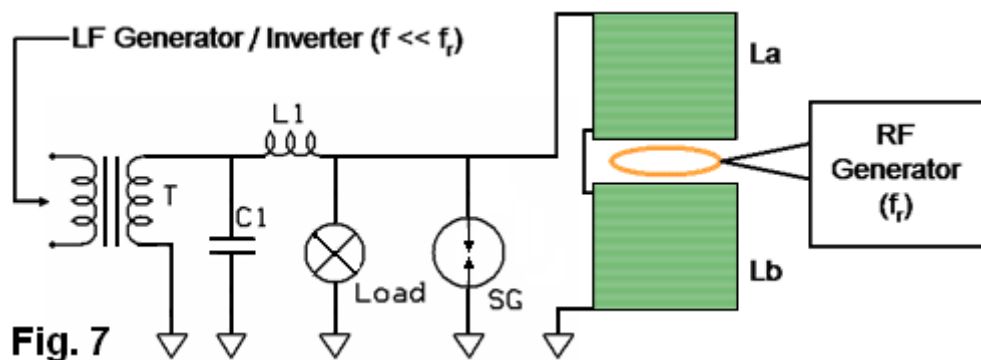 LF Generator / Inverter (f << fr)
L1
La
RF
Generator
(fr)
T
C1
Load
SG
Lb
Fig. 7